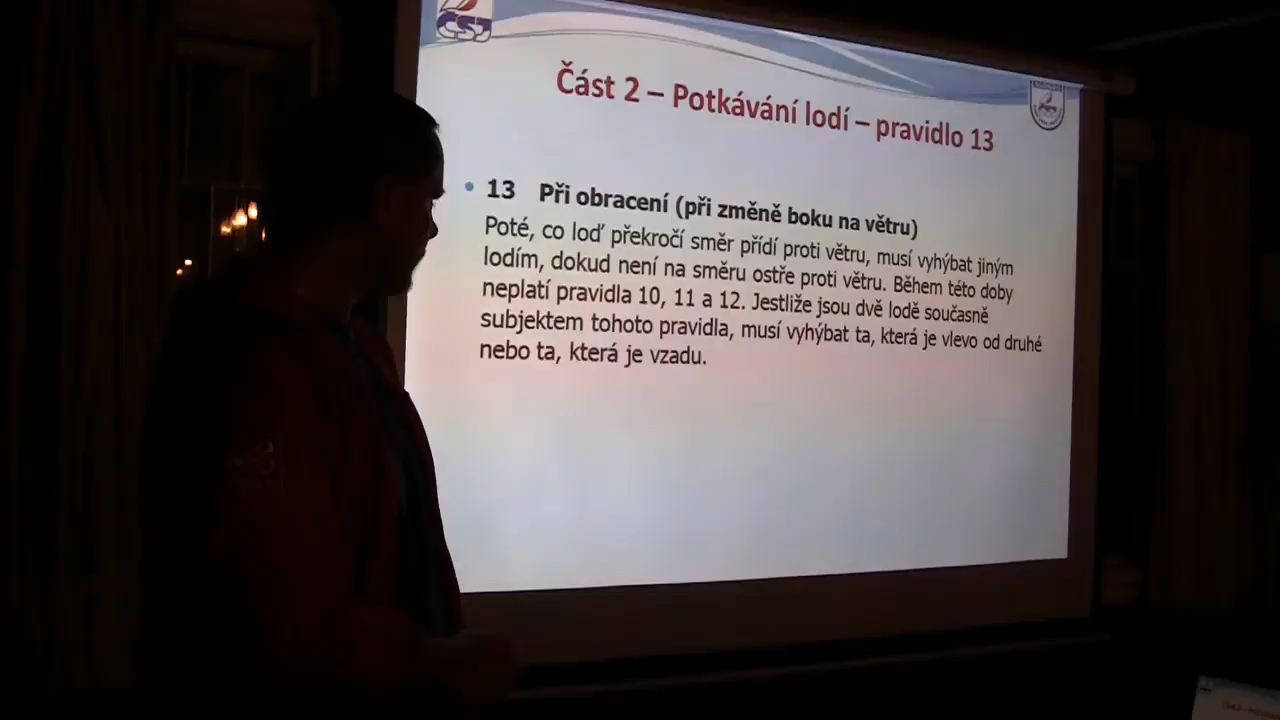 ČSJ
Část 2 – Potkávání lodí – pravidlo 13
• 13 Při obracení (při změně boku na větru)
Poté, co loď překročí směr přídí proti větru, musí vyhýbat jiným
lodím, dokud není na směru ostře proti větru. Během této doby
neplatí pravidla 10, 11 a 12. Jestliže jsou dvě lodě současně
subjektem tohoto pravidla, musí vyhýbat ta, která je vlevo od druhé
nebo ta, která je vzadu.